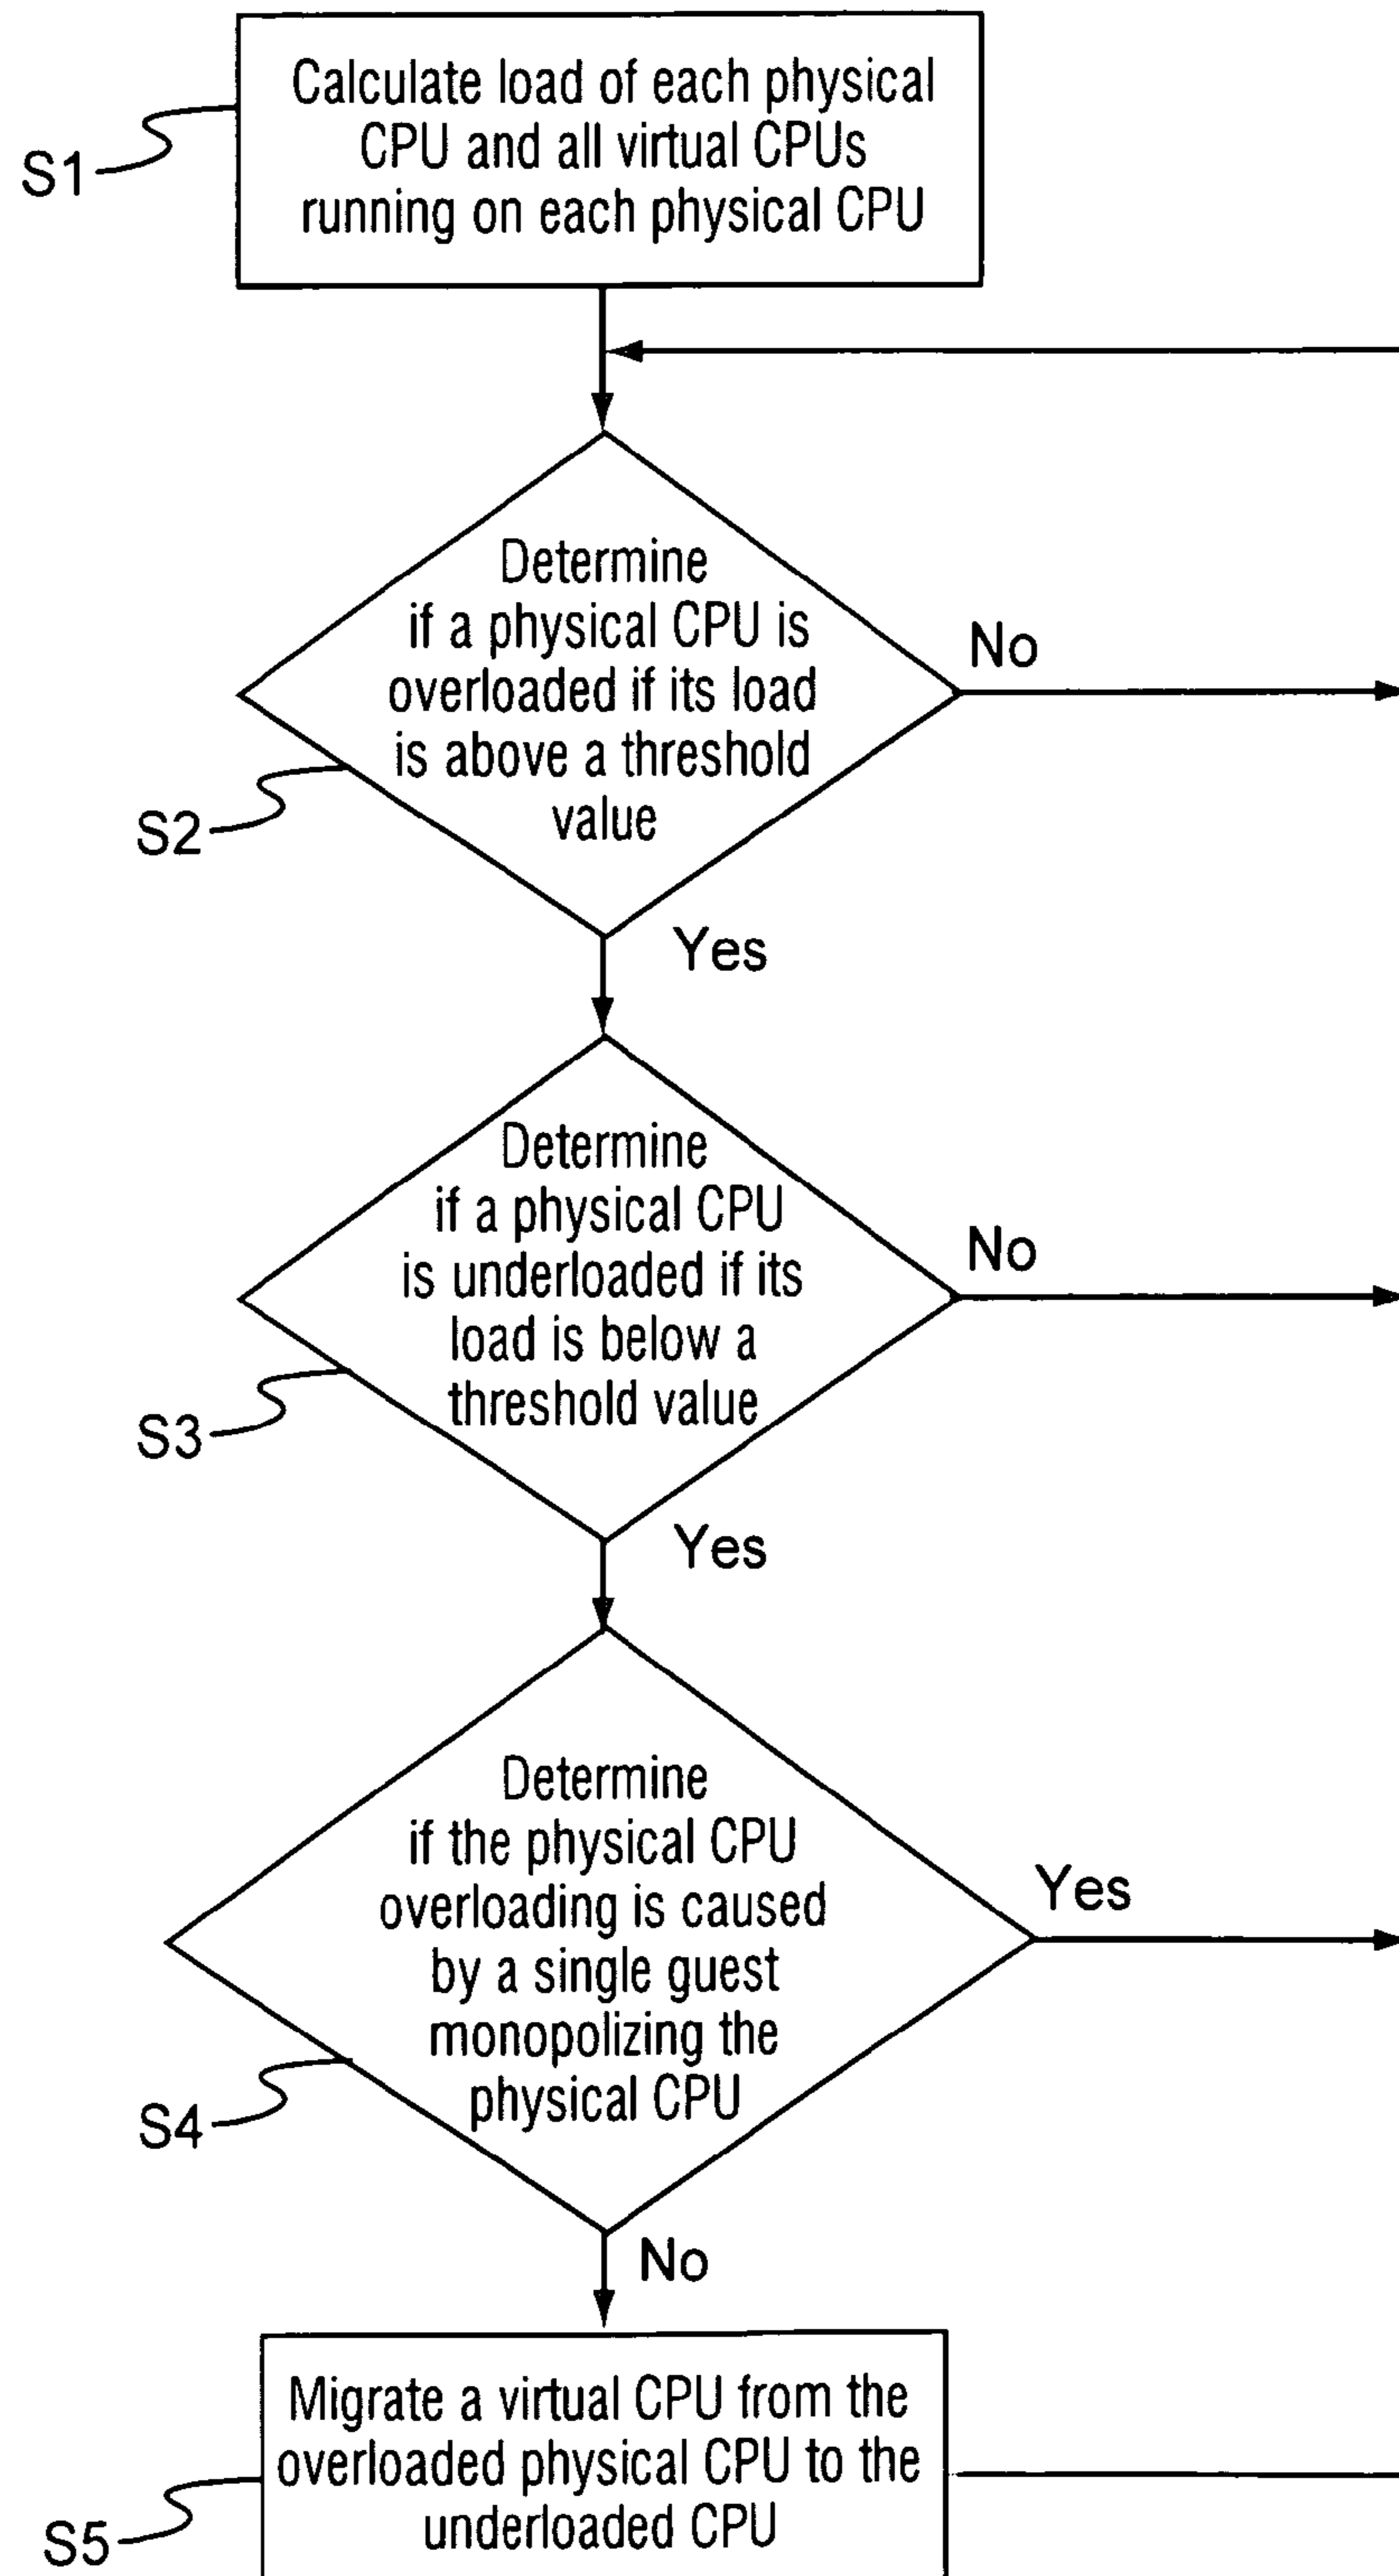 Calculate load of each physical
CPU and all virtual CPUs
running on each physical CPU
S1
Determine
if a physical CPU is
overloaded if its load
is above a threshold
value
No
S2
Yes
Determine
if a physical CPU
is underloaded if its
load is below a
threshold value
No
S3
Yes
Determine
if the physical CPU
overloading is caused
by a single guest
monopolizing the
physical CPU
Yes
S4
No
Migrate a virtual CPU from the
overloaded physical CPU to the
underloaded CPU
S5